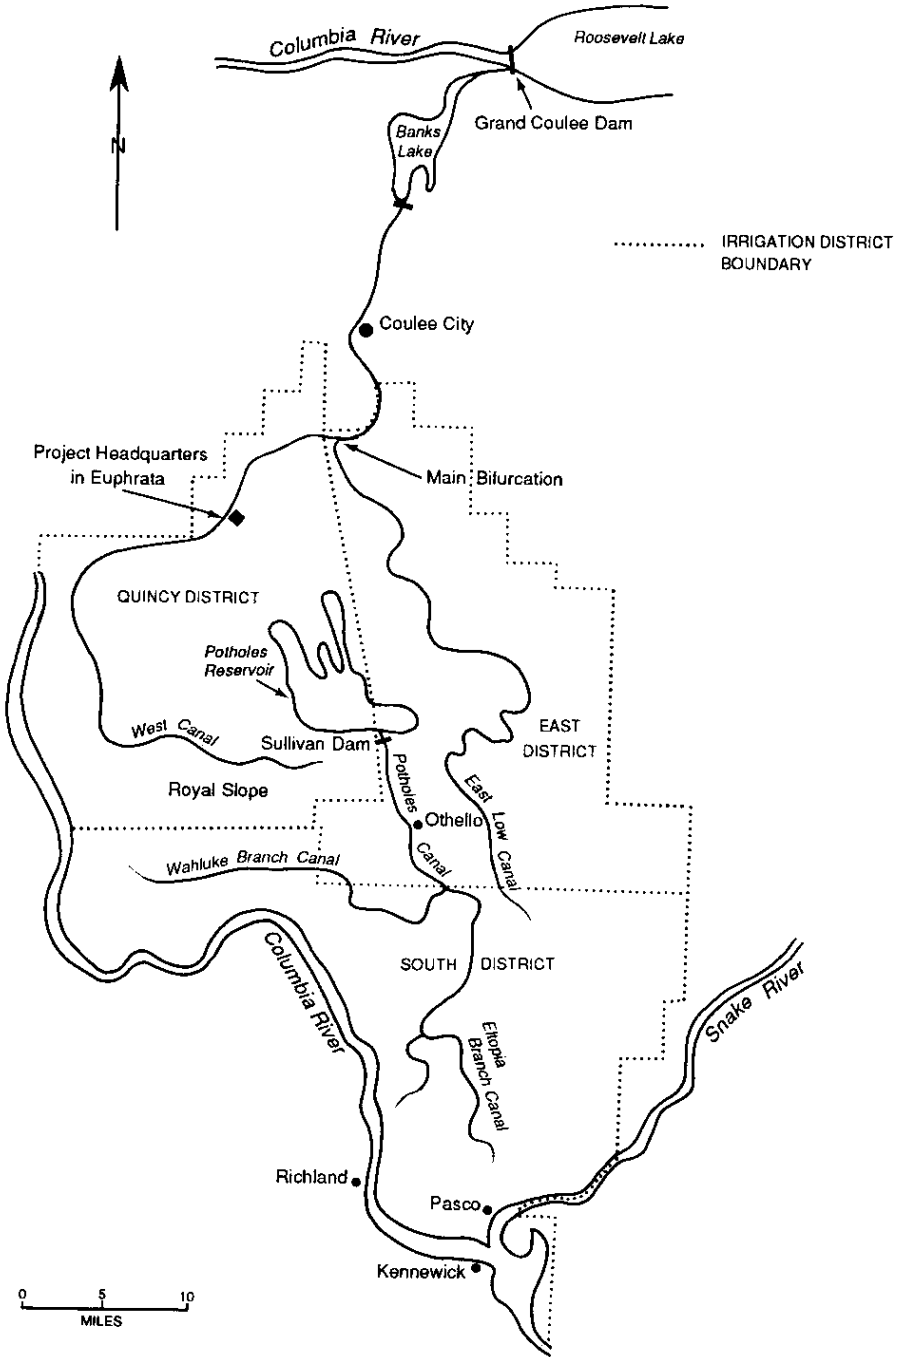 Columbia River
Roosevelt Lake
Grand Coulee Dam
Banks
Lake
N
IRRIGATION DISTRICT
BOUNDARY
Coulee City
Project Headquarters
in Euphrata
Main Bifurcation
QUINCY DISTRICT
Potholes
Reservoir
West Canal
Sullivan Dam
EAST
DISTRICT
Royal Slope
Potholes
Canal
Othello
East Low Canal
Wahluke Branch Canal
SOUTH DISTRICT
Columbia River
Snake River
Eltopia
Branch Canal
Richland
Pasco
Kennewick
0 5 10
MILES